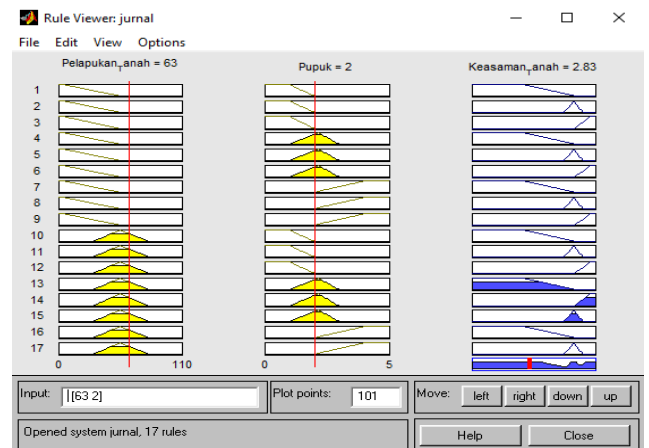 Rule Viewer: jurnal
File Edit View Options
Pelapukan_Tanah = 63 Pupuk = 2 Keasaman_Tanah = 2.83
1
2
3
4
5
6
7
8
9
10
11
12
13
14
15
16
17
0 110 0 5
Input: [63 2] Plot points: 101 Move: left right down up
Opened system jurnal, 17 rules Help Close